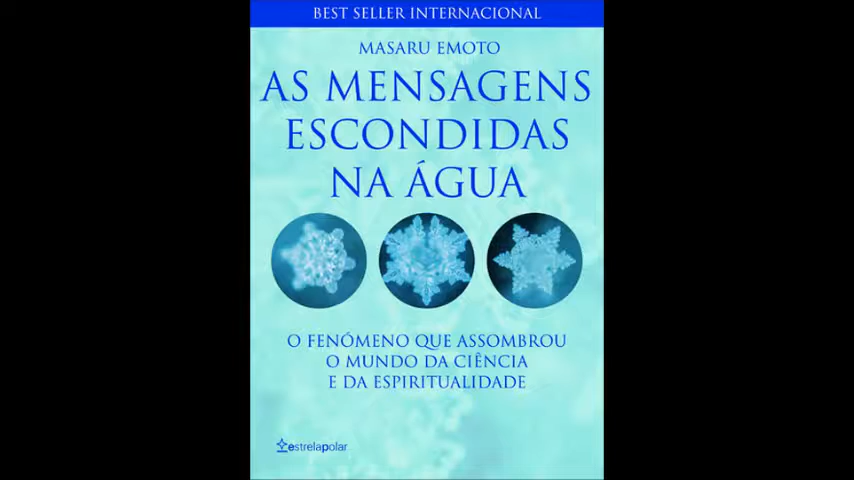 BEST SELLER INTERNACIONAL
MASARU EMOTO
AS MENSAGENS
ESCONDIDAS
NA ÁGUA
O FENÓMENO QUE ASSOMBROU
O MUNDO DA CIÊNCIA
E DA ESPIRITUALIDADE
estrelapolar